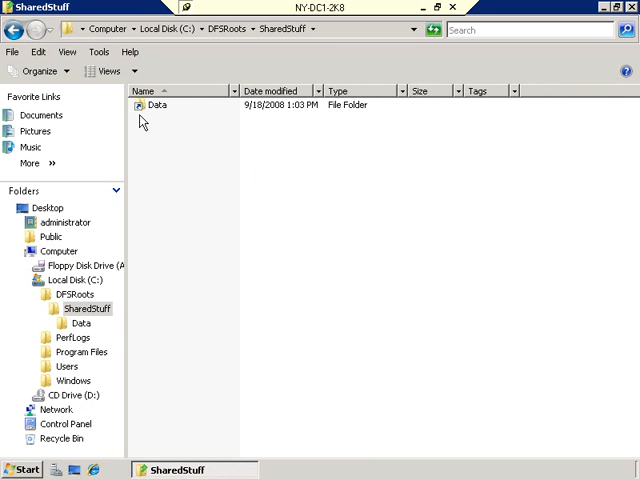 SharedStuff
NY-DC1-2K8
Computer
Local Disk (C:)
DFSRoots
SharedStuff
Search
File
Edit
View
Tools
Help
Organize
Views
Favorite Links
Documents
Pictures
Music
More »
Folders
Desktop
administrator
Public
Computer
Floppy Disk Drive (A
Local Disk (C:)
DFSRoots
SharedStuff
Data
PerfLogs
Program Files
Users
Windows
CD Drive (D:)
Network
Control Panel
Recycle Bin
Name
Date modified
Type
Size
Tags
Data
9/18/2008 1:03 PM
File Folder
Start
SharedStuff